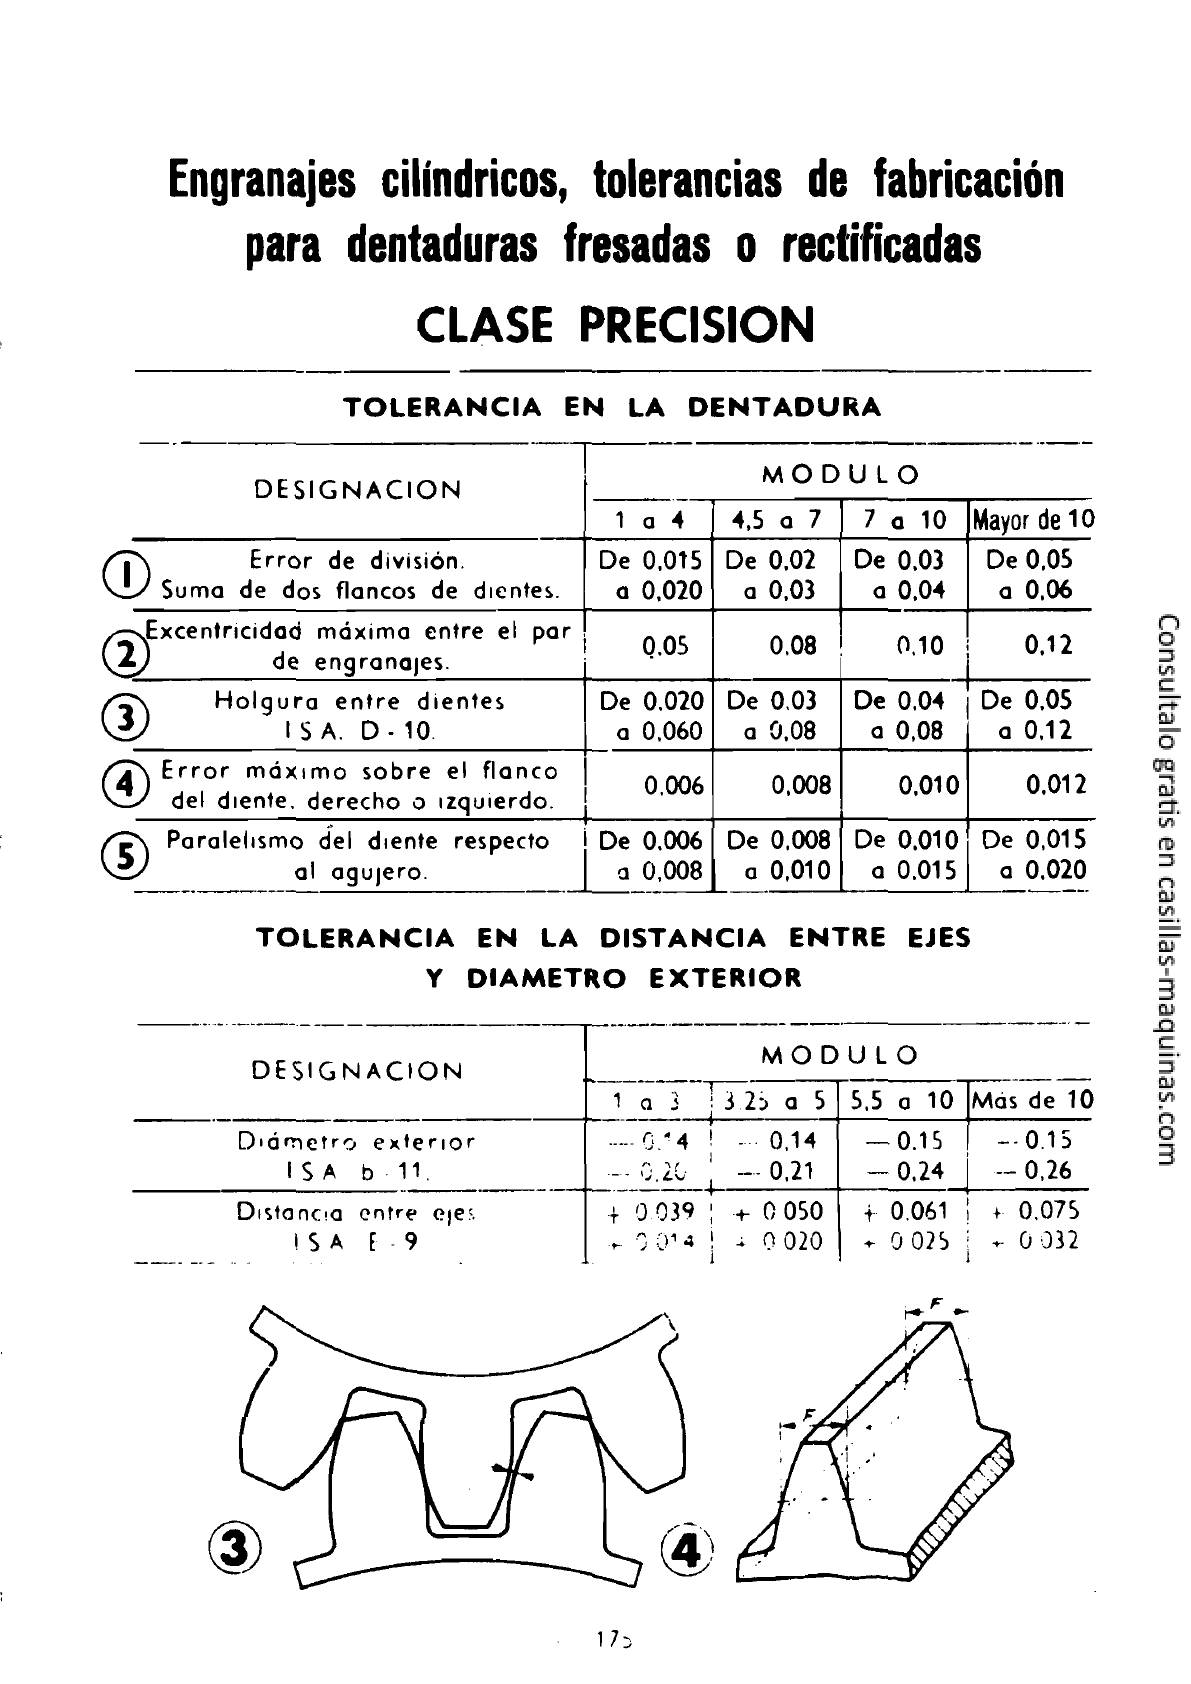 Engranajes cilíndricos, tolerancias de fabricación
para dentaduras fresadas o rectificadas
CLASE PRECISION
TOLERANCIA EN LA DENTADURA
DESIGNACION
MODULO
1 a 4 4,5 a 7 7 a 10 Mayor de 10
1 Error de división.
Suma de dos flancos de dientes.
De 0,015 De 0,02 De 0,03 De 0,05
a 0,020 a 0,03 a 0,04 a 0,06
2 Excentricidad máxima entre el par
de engranajes.
0,05 0,08 0,10 0,12
3 Holgura entre dientes
I S A. D - 10.
De 0,020 De 0,03 De 0,04 De 0,05
a 0,060 a 0,08 a 0,08 a 0,12
4 Error máximo sobre el flanco
del diente, derecho o izquierdo.
0,006 0,008 0,010 0,012
5 Paralelismo del diente respecto
al agujero.
De 0,006 De 0,008 De 0,010 De 0,015
a 0,008 a 0,010 a 0,015 a 0,020
TOLERANCIA EN LA DISTANCIA ENTRE EJES
Y DIAMETRO EXTERIOR
DESIGNACION
MODULO
1 a 3 3,25 a 5 5,5 a 10 Más de 10
Diámetro exterior
I S A b - 11.
— 0,14 — 0,14 — 0,15 — 0,15
— 0,20 — 0,21 — 0,24 — 0,26
Distancia entre ejes
I S A E - 9
+ 0,039 + 0,050 + 0,061 + 0,075
+ 0,014 + 0,020 + 0,025 + 0,032
F
F
3
4
Consultalo gratis en casillas-maquinas.com